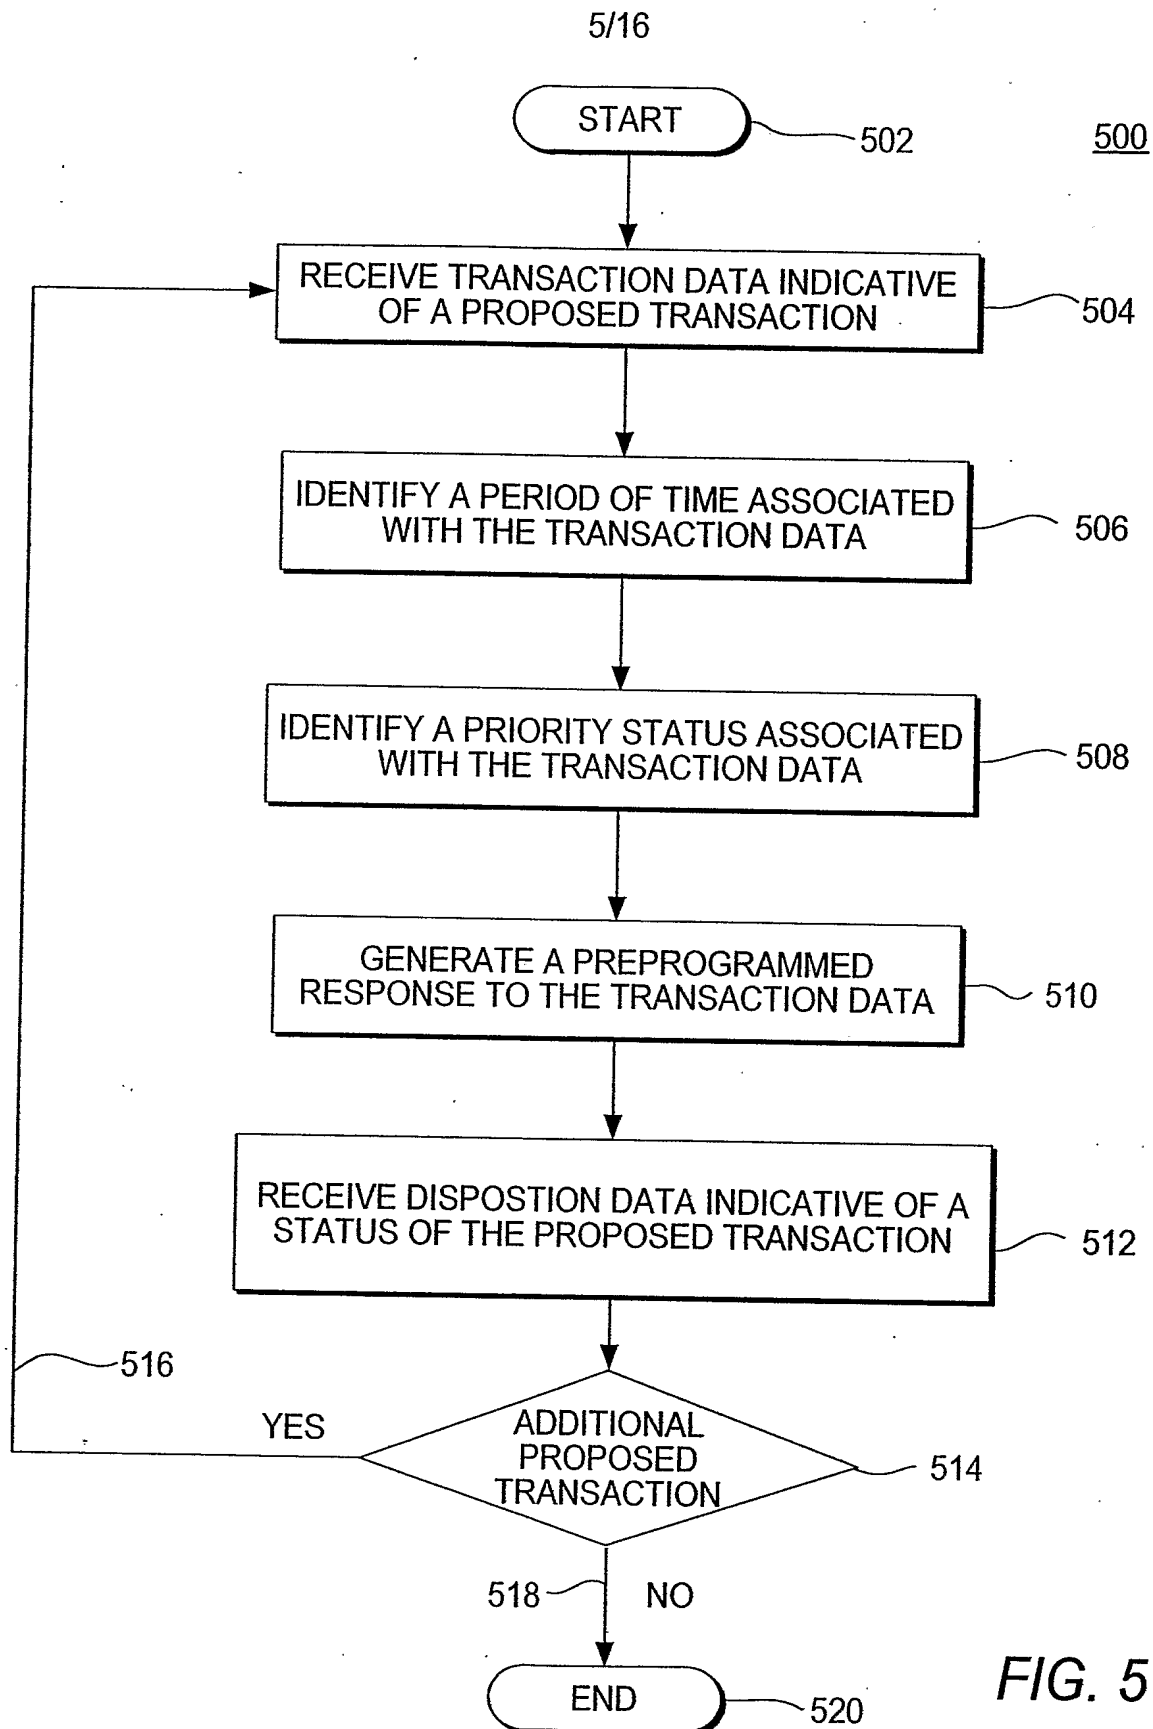 5/16
START
502
500
RECEIVE TRANSACTION DATA INDICATIVE
OF A PROPOSED TRANSACTION
504
IDENTIFY A PERIOD OF TIME ASSOCIATED
WITH THE TRANSACTION DATA
506
IDENTIFY A PRIORITY STATUS ASSOCIATED
WITH THE TRANSACTION DATA
508
GENERATE A PREPROGRAMMED
RESPONSE TO THE TRANSACTION DATA
510
RECEIVE DISPOSTION DATA INDICATIVE OF A
STATUS OF THE PROPOSED TRANSACTION
512
516
YES
ADDITIONAL
PROPOSED
TRANSACTION
514
518
NO
END
520
FIG. 5